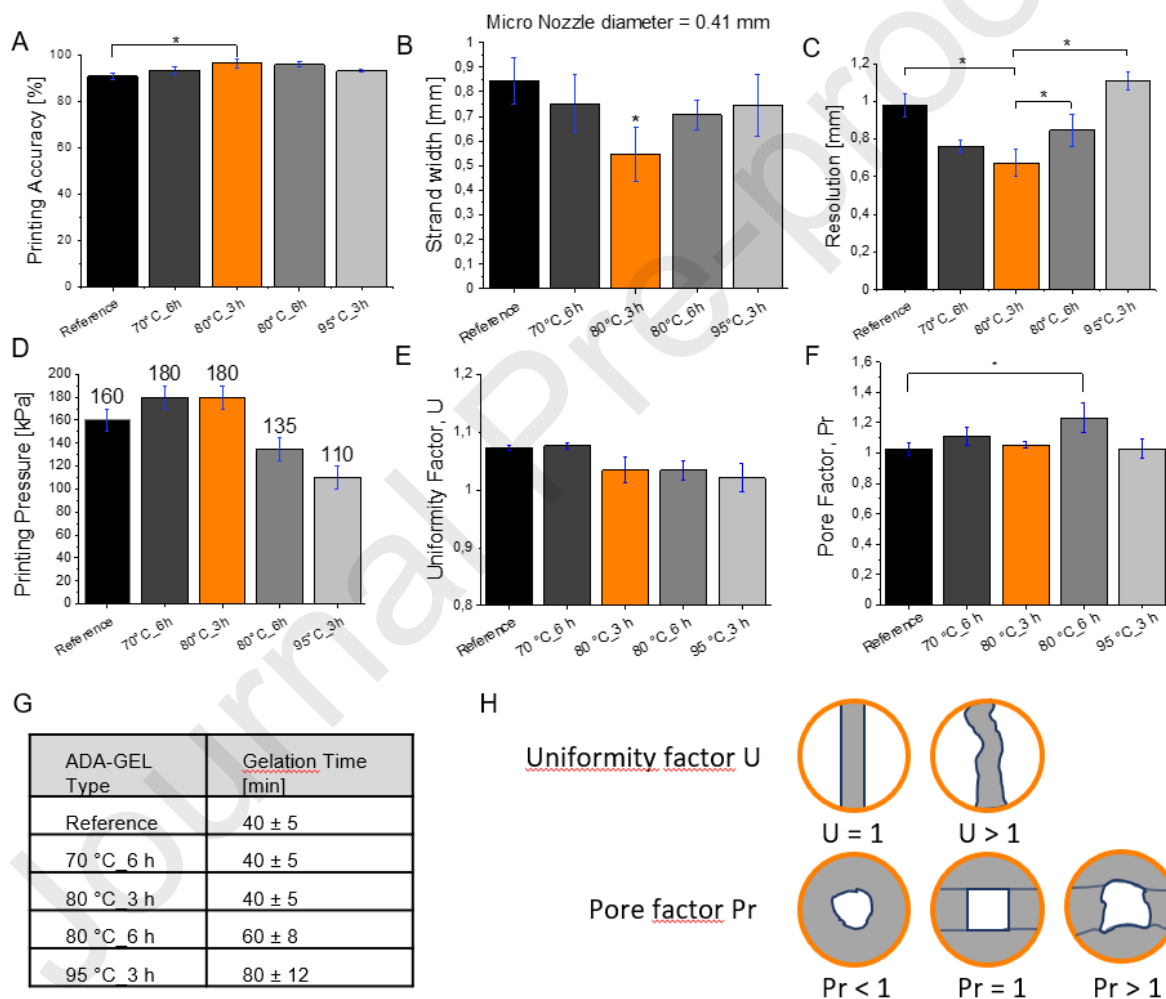 Micro Nozzle diameter = 0.41 mm
A
Printing Accuracy [%]
100
80
60
40
20
0
*
Reference
70°C_6h
80°C_3h
80°C_6h
95°C_3h
B
Strand width [mm]
1
0,9
0,8
0,7
0,6
0,5
0,4
0,3
0,2
0,1
0
*
Reference
70°C_6h
80°C_3h
80°C_6h
95°C_3h
C
Resolution [mm]
1,2
1
0,8
0,6
0,4
0,2
0
*
*
*
Reference
70°C_6h
80°C_3h
80°C_6h
95°C_3h
D
Printing Pressure [kPa]
200
180
160
140
120
100
80
60
40
20
0
160
180
180
135
110
Reference
70°C_6h
80°C_3h
80°C_6h
95°C_3h
E
Uniformity Factor, U
1,2
1,1
1
0,9
0,8
Reference
70 °C_6 h
80 °C_3 h
80 °C_6 h
95 °C_3 h
F
Pore Factor, Pr
1,6
1,4
1,2
1
0,8
0,6
0,4
0,2
0
*
Reference
70 °C_6 h
80 °C_3 h
80 °C_6 h
95 °C_3 h
G
ADA-GEL Type
Gelation Time [min]
Reference 40 ± 5
70 °C_6 h 40 ± 5
80 °C_3 h 40 ± 5
80 °C_6 h 60 ± 8
95 °C_3 h 80 ± 12
H
Uniformity factor U
U = 1
U > 1
Pore factor Pr
Pr < 1
Pr = 1
Pr > 1
Journal Pre-proo